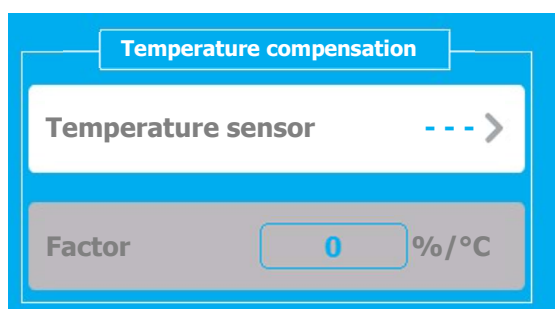 Temperature compensation
Temperature sensor - - - >
Factor 0 %/°C